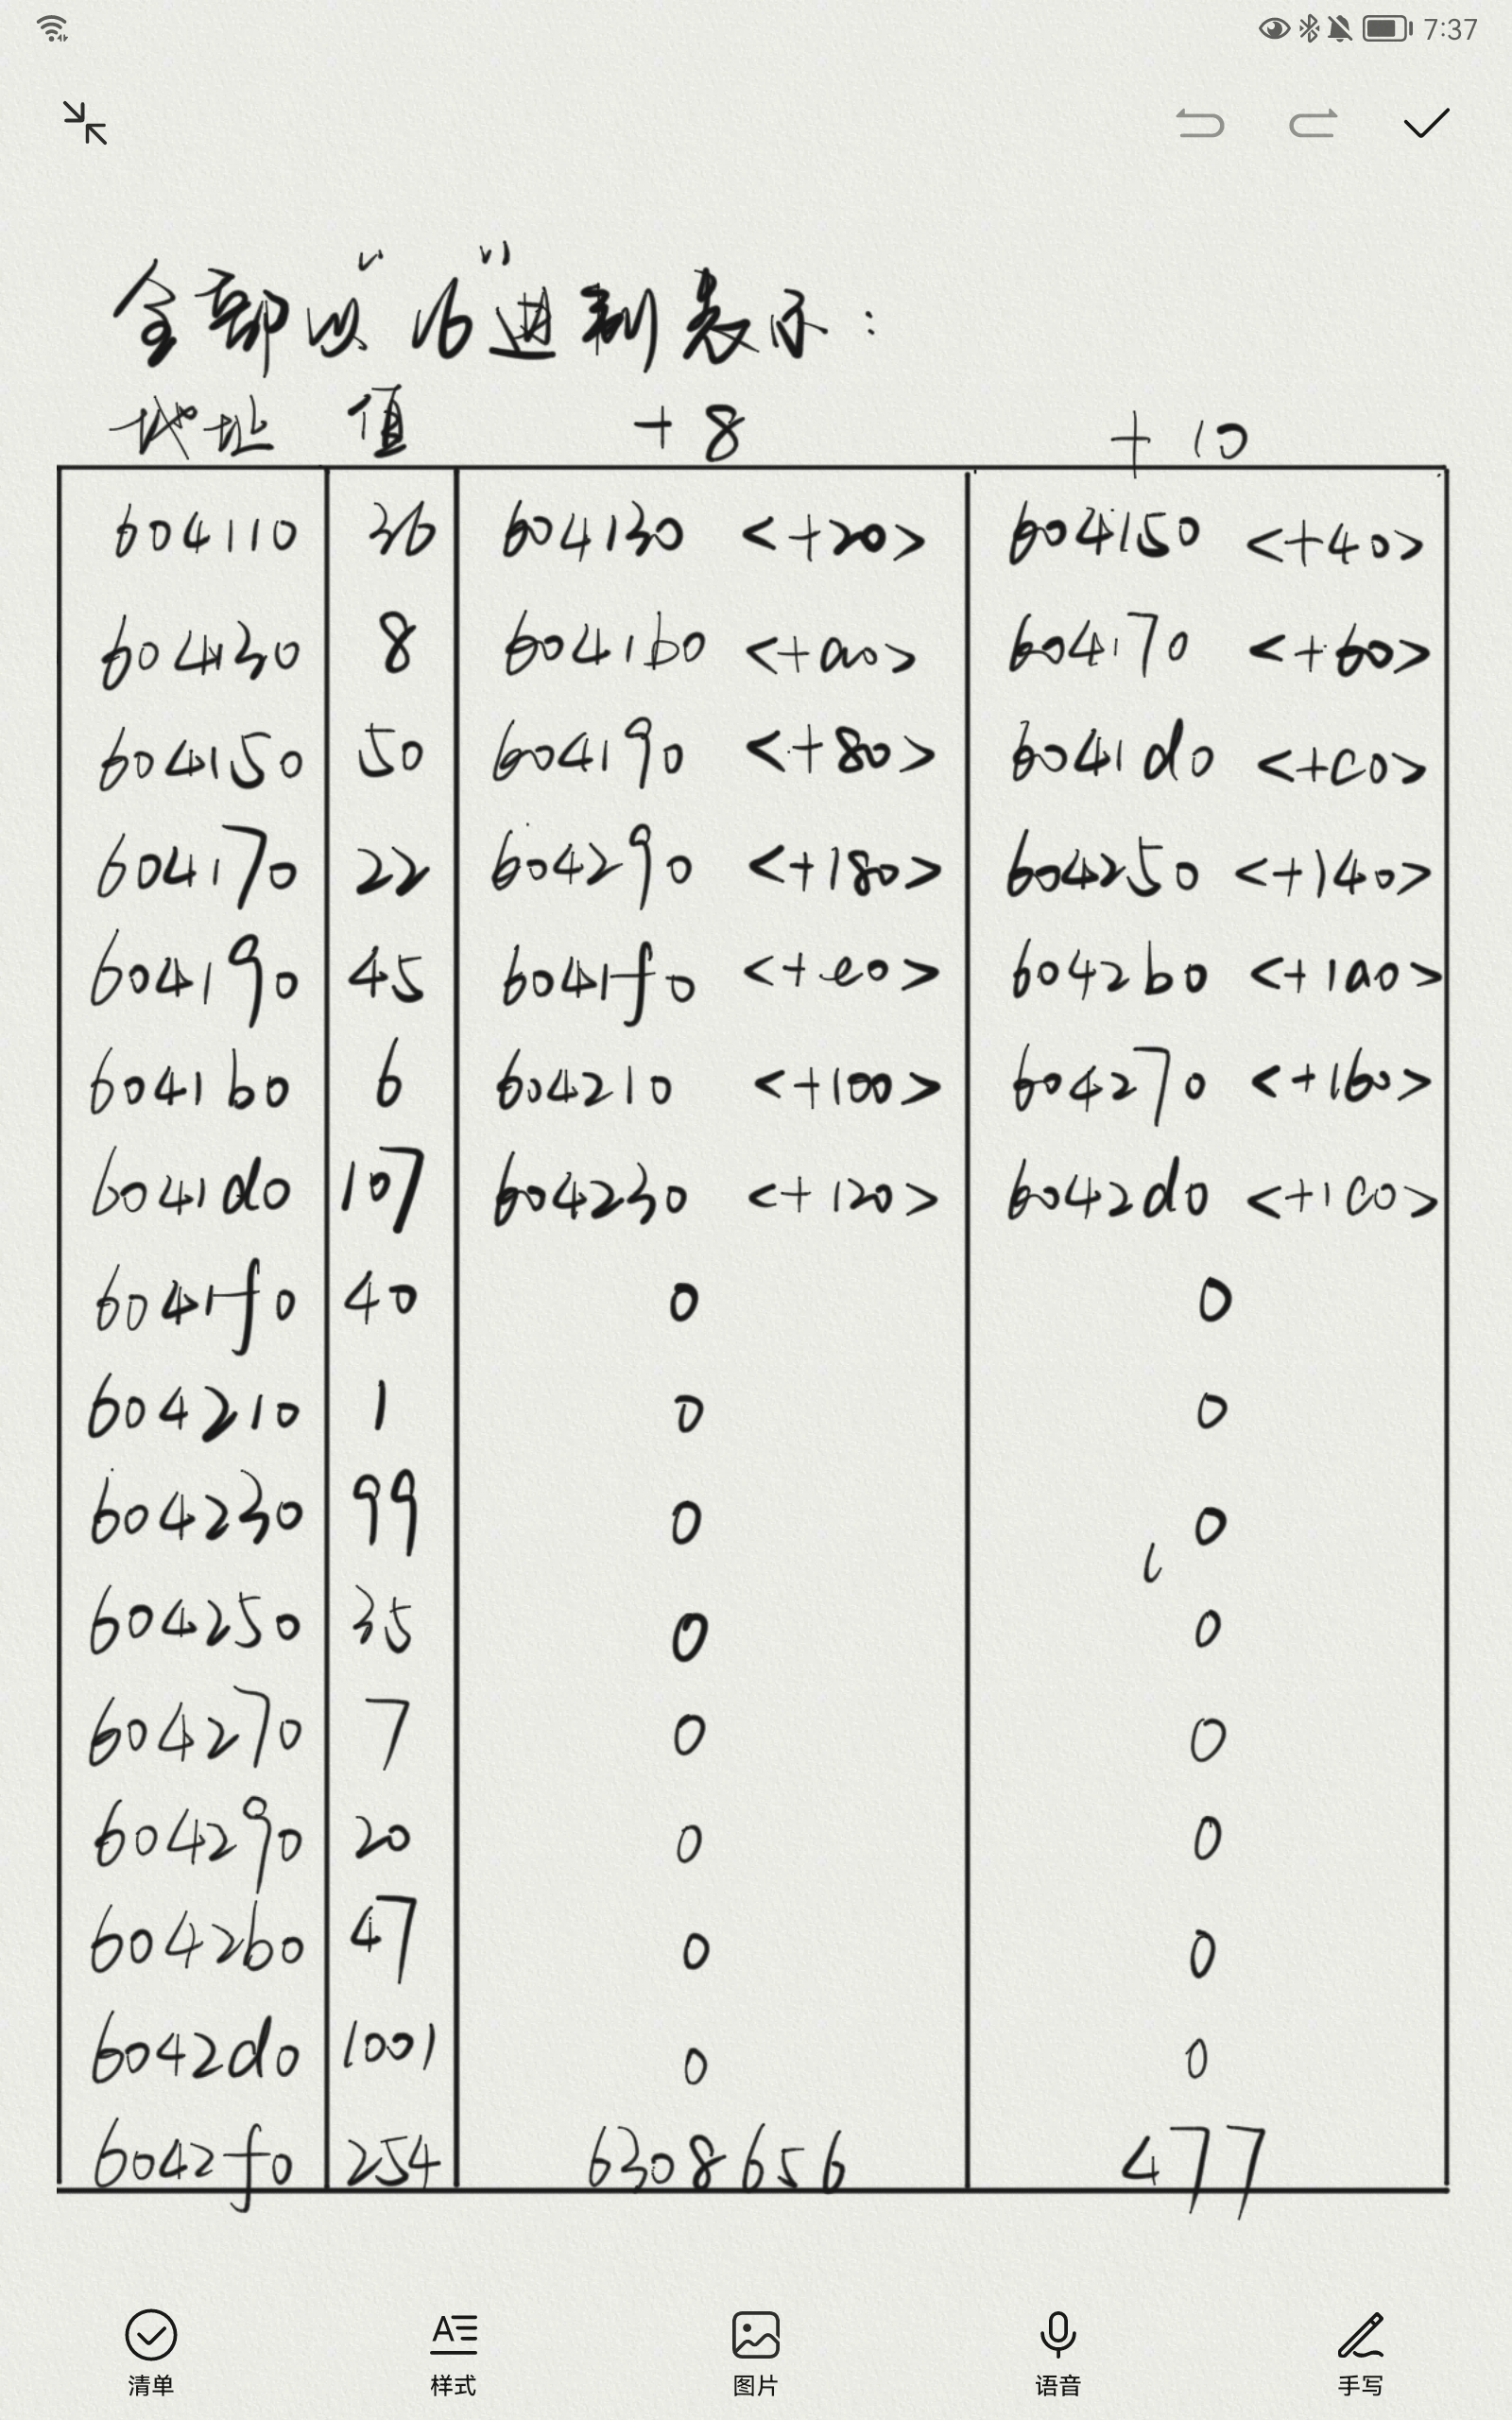 7:37
全部以16进制表示:
地址 值 +8 +10
604110 36 604130 <+20> 604150 <+40>
604130 8 6041b0 <+a0> 604170 <+60>
604150 50 604190 <+80> 6041d0 <+c0>
604170 22 604290 <+180> 604250 <+140>
604190 45 6041f0 <+e0> 6042b0 <+1a0>
6041b0 6 604210 <+100> 604270 <+160>
6041d0 107 604230 <+120> 6042d0 <+1c0>
6041f0 40 0 0
604210 1 0 0
604230 99 0 0
604250 35 0 0
604270 7 0 0
604290 20 0 0
6042b0 47 0 0
6042d0 1001 0 0
6042f0 254 6308656 477
清单 样式 图片 语音 手写